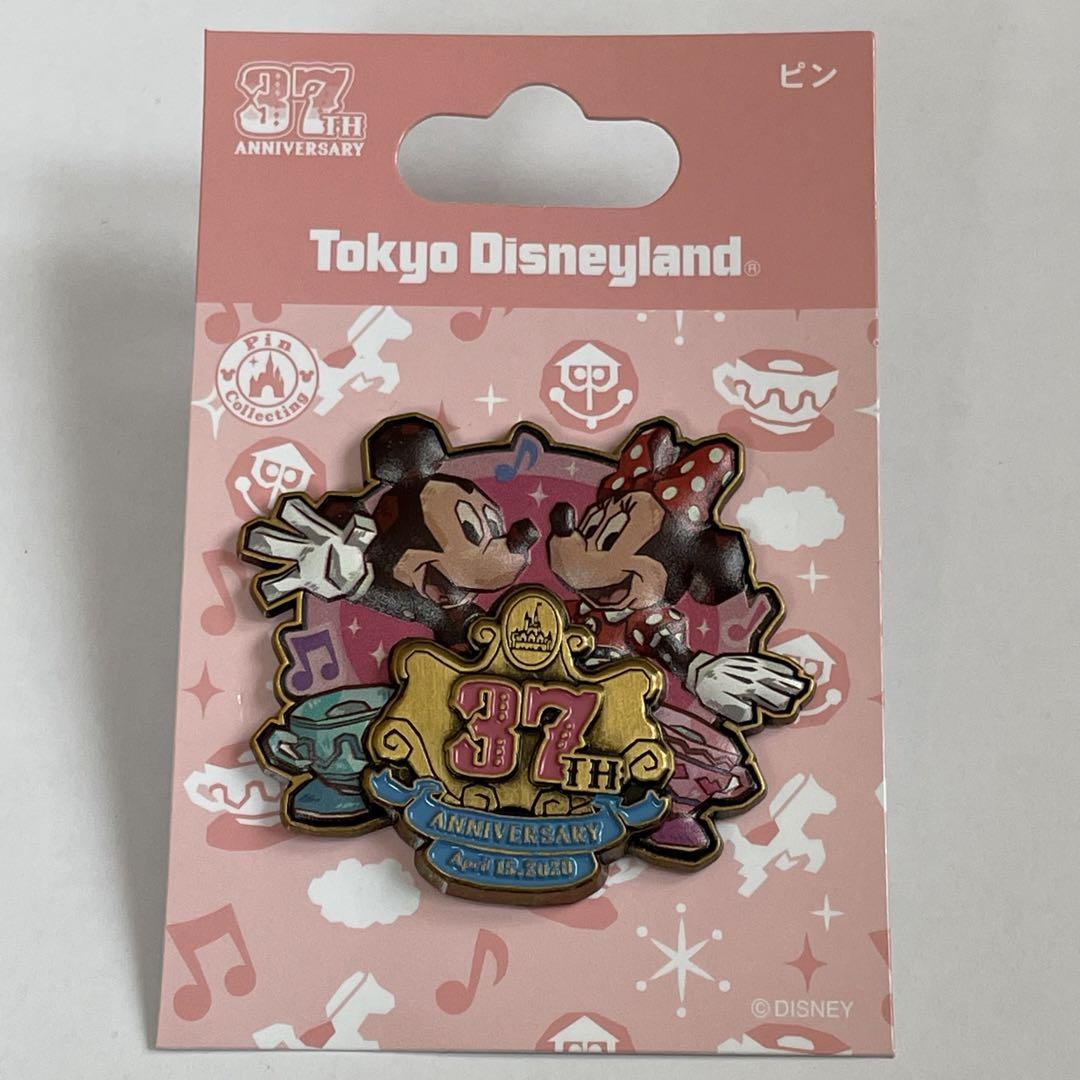 37TH
ANNIVERSARY
ピン
Tokyo Disneyland®
Pin
Collecting
37TH
ANNIVERSARY
April 15.2020
©DISNEY